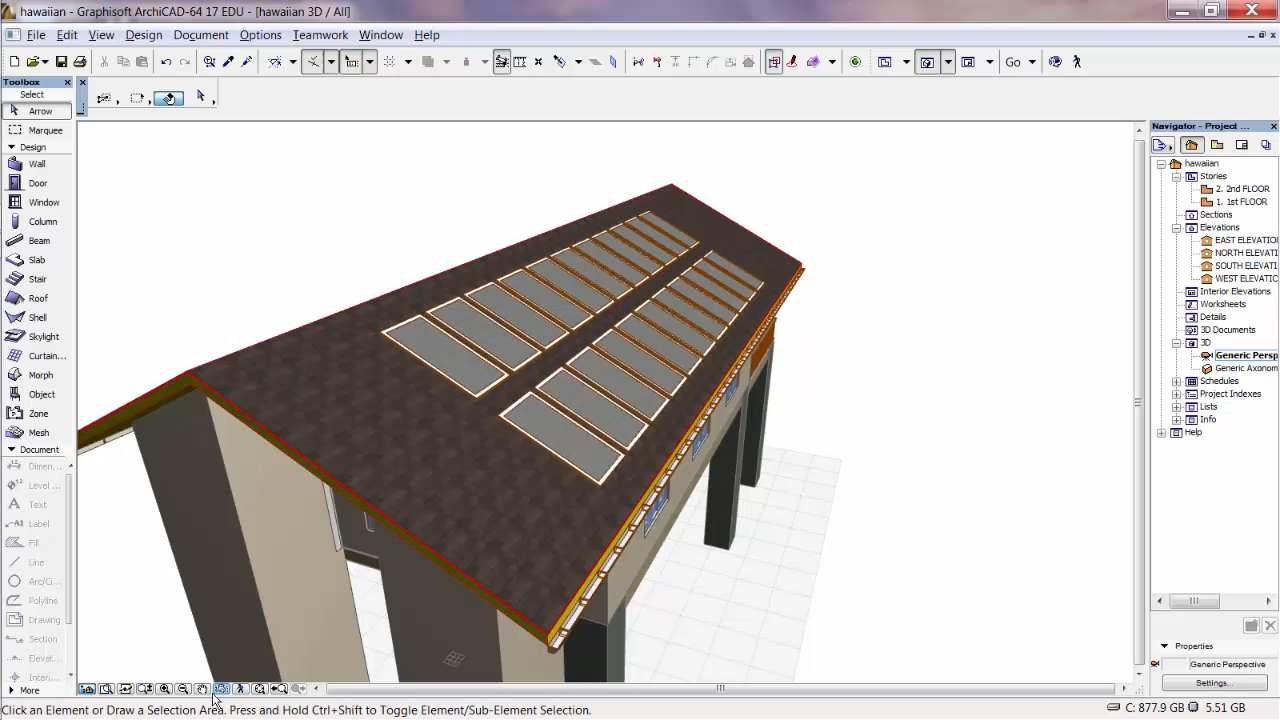 hawaiian - Graphisoft ArchiCAD-64 17 EDU - [hawaiian 3D / All]
File Edit View Design Document Options Teamwork Window Help
Toolbox
Select
Arrow
Marquee
Design
Wall
Door
Window
Column
Beam
Slab
Stair
Roof
Shell
Skylight
Curtain...
Morph
Object
Zone
Mesh
Document
Dimen...
Level ...
Text
Label
Fill
Line
Arc/Ci...
Polyline
Drawing
Section
Elevat...
Interi...
More
Go
Navigator - Project ...
hawaiian
Stories
2. 2nd FLOOR
1. 1st FLOOR
Sections
Elevations
EAST ELEVATIO
NORTH ELEVATI
SOUTH ELEVATI
WEST ELEVATIO
Interior Elevations
Worksheets
Details
3D Documents
3D
Generic Persp
Generic Axonom
Schedules
Project Indexes
Lists
Info
Help
Properties
Generic Perspective
Settings...
Click an Element or Draw a Selection Area. Press and Hold Ctrl+Shift to Toggle Element/Sub-Element Selection.
C: 877.9 GB 5.51 GB